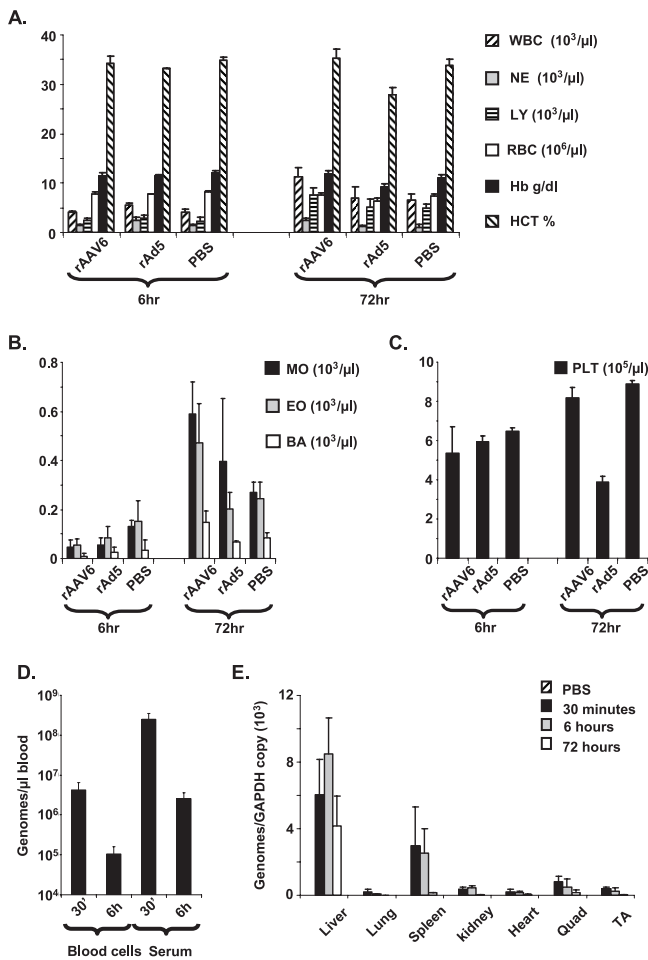 A.
40
30
20
10
0
WBC (10³/µl)
NE (10³/µl)
LY (10³/µl)
RBC (10⁶/µl)
Hb g/dl
HCT %
rAAV6 rAd5 PBS rAAV6 rAd5 PBS
6hr 72hr
B.
0.8
0.6
0.4
0.2
0
MO (10³/µl)
EO (10³/µl)
BA (10³/µl)
rAAV6 rAd5 PBS rAAV6 rAd5 PBS
6hr 72hr
C.
10
8
6
4
2
0
PLT (10⁵/µl)
rAAV6 rAd5 PBS rAAV6 rAd5 PBS
6hr 72hr
D.
Genomes/µl blood
10⁹
10⁸
10⁷
10⁶
10⁵
10⁴
30' 6h 30' 6h
Blood cells Serum
E.
Genomes/GAPDH copy (10³)
12
8
4
0
PBS
30 minutes
6 hours
72 hours
Liver Lung Spleen kidney Heart Quad TA